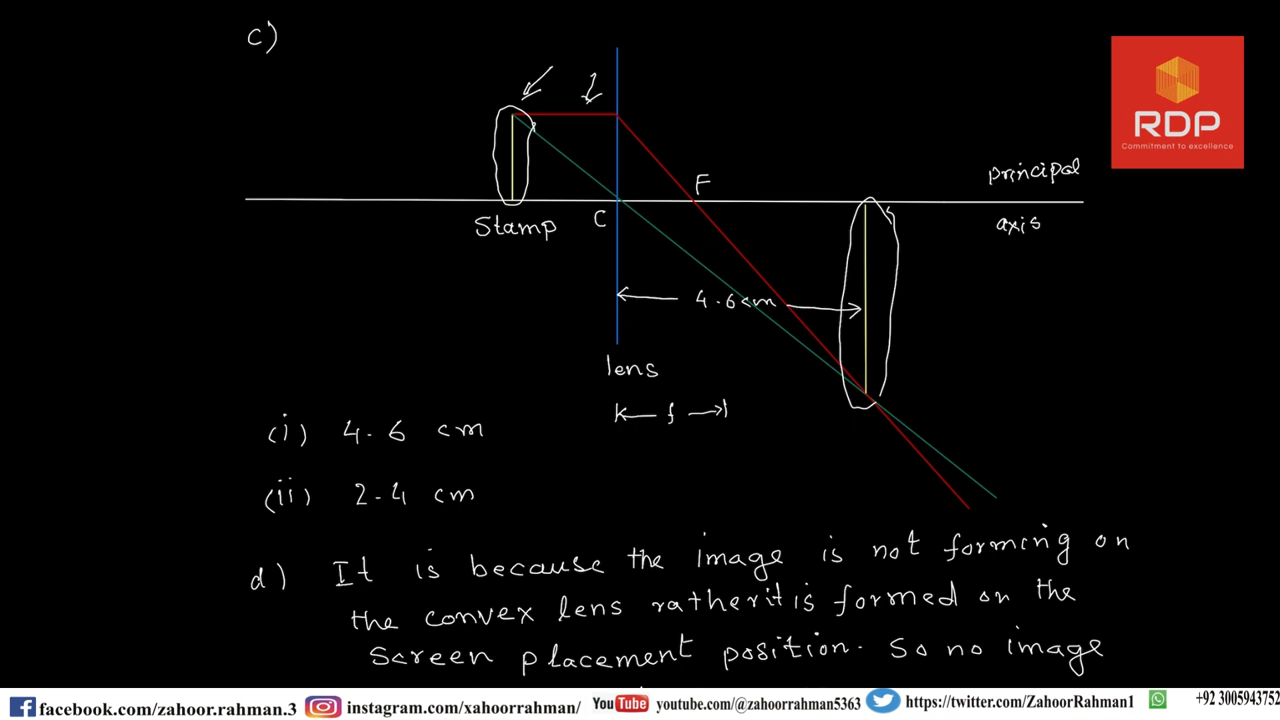 c)
RDP
Commitment to excellence
F
principal
Stamp
C
axis
4.6 cm
lens
f
(i) 4.6 cm
(ii) 2.4 cm
d) It is because the image is not forming on
the convex lens rather it is formed on the
screen placement position. So no image
facebook.com/zahoor.rahman.3
instagram.com/zahoorrahman/
YouTube youtube.com/@zahoorrahman5363
https://twitter.com/ZahoorRahman1
+92 3005943752